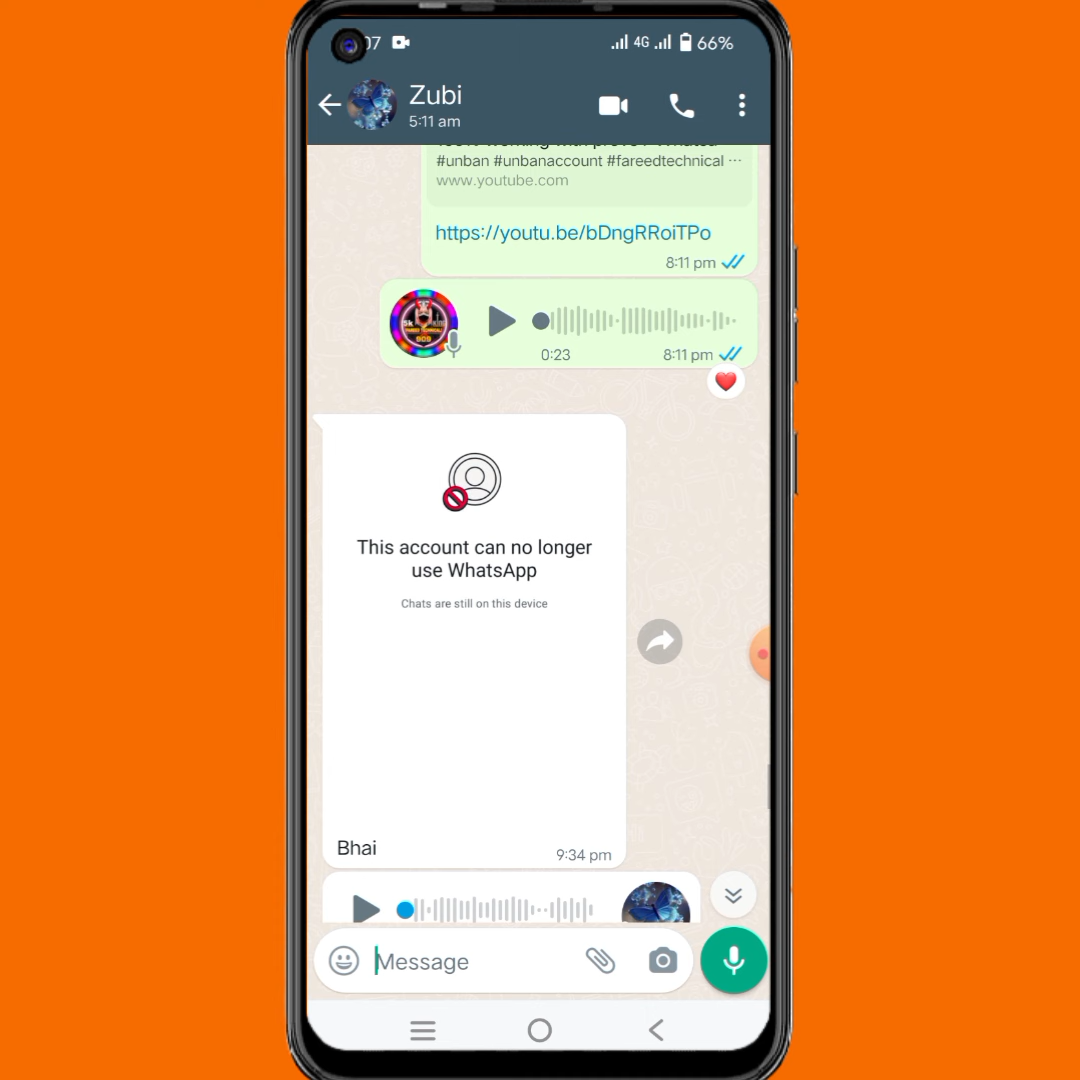 07
4G
66%
Zubi
5:11 am
#unban #unbanaccount #fareedtechnical ...
www.youtube.com
https://youtu.be/bDngRRoiTPo
8:11 pm
0:23
8:11 pm
This account can no longer
use WhatsApp
Chats are still on this device
Bhai
9:34 pm
Message